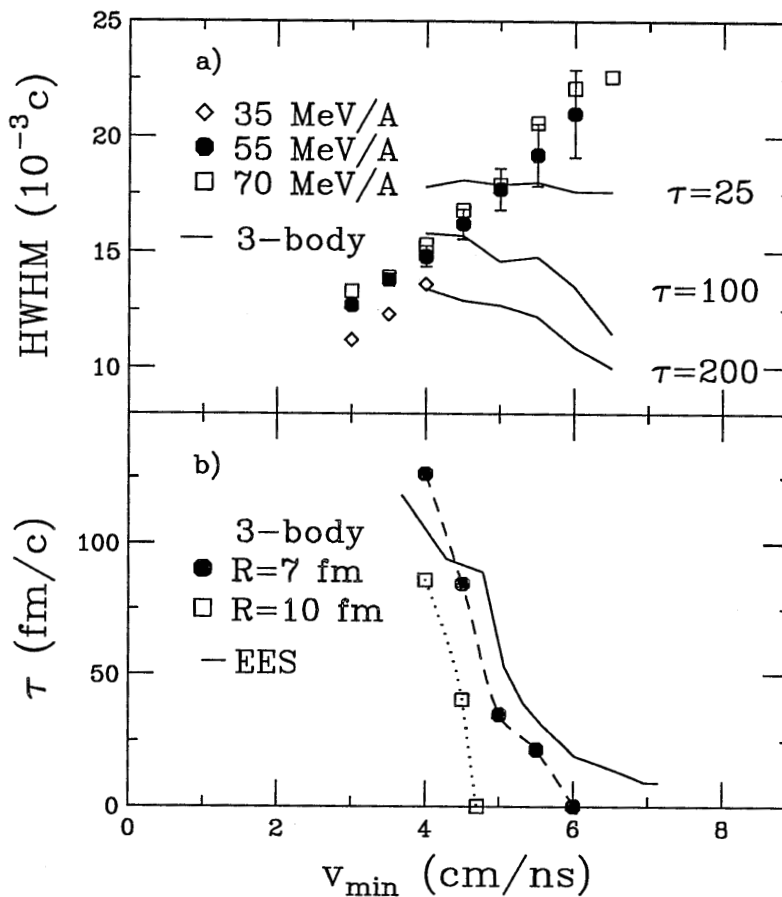 25
20
15
10
HWHM (10⁻³c)
a)
35 MeV/A
55 MeV/A
70 MeV/A
3-body
τ=25
τ=100
τ=200
b)
3-body
R=7 fm
R=10 fm
EES
100
50
0
τ (fm/c)
0 2 4 6 8
v_min (cm/ns)